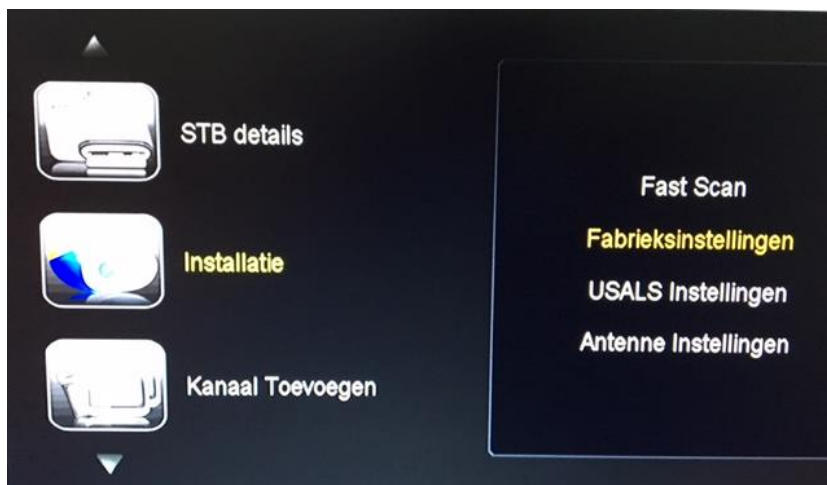 STB details
Installatie
Kanaal Toevoegen
Fast Scan
Fabrieksinstellingen
USALS Instellingen
Antenne Instellingen